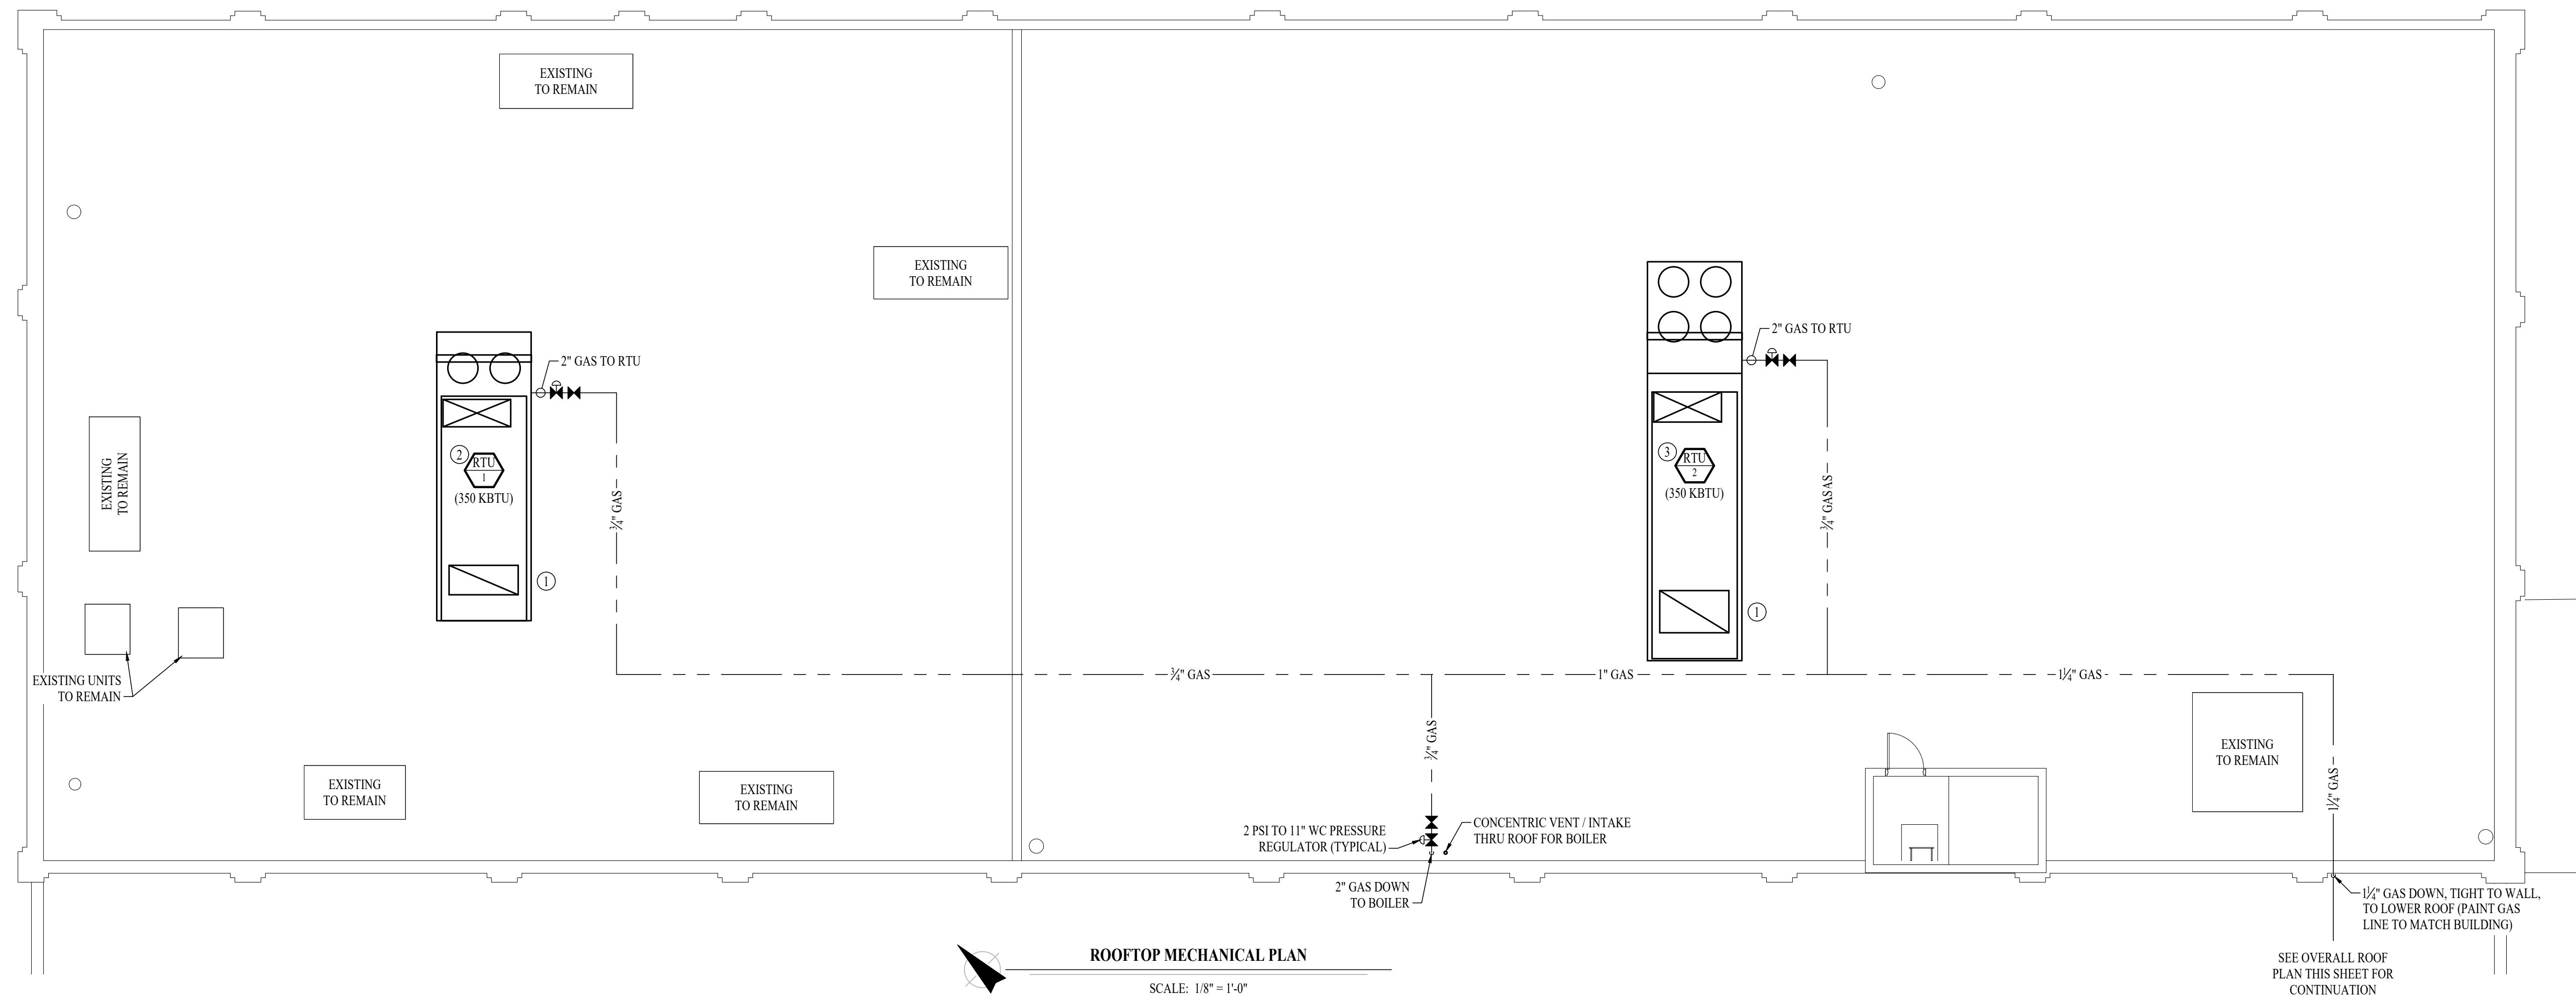 EXISTING
TO REMAIN
EXISTING
TO REMAIN
2" GAS TO RTU
2" GAS TO RTU
2
RTU
1
(350 KBTU)
3
RTU
2
(350 KBTU)
EXISTING
TO REMAIN
¾" GAS
¾" GASAS
1
1
EXISTING UNITS
TO REMAIN
¾" GAS
1" GAS
1¼" GAS
¾" GAS
EXISTING
TO REMAIN
1¼" GAS
EXISTING
TO REMAIN
EXISTING
TO REMAIN
2 PSI TO 11" WC PRESSURE
REGULATOR (TYPICAL)
CONCENTRIC VENT / INTAKE
THRU ROOF FOR BOILER
2" GAS DOWN
TO BOILER
1¼" GAS DOWN, TIGHT TO WALL,
TO LOWER ROOF (PAINT GAS
LINE TO MATCH BUILDING)
SEE OVERALL ROOF
PLAN THIS SHEET FOR
CONTINUATION
ROOFTOP MECHANICAL PLAN
SCALE: 1/8" = 1'-0"